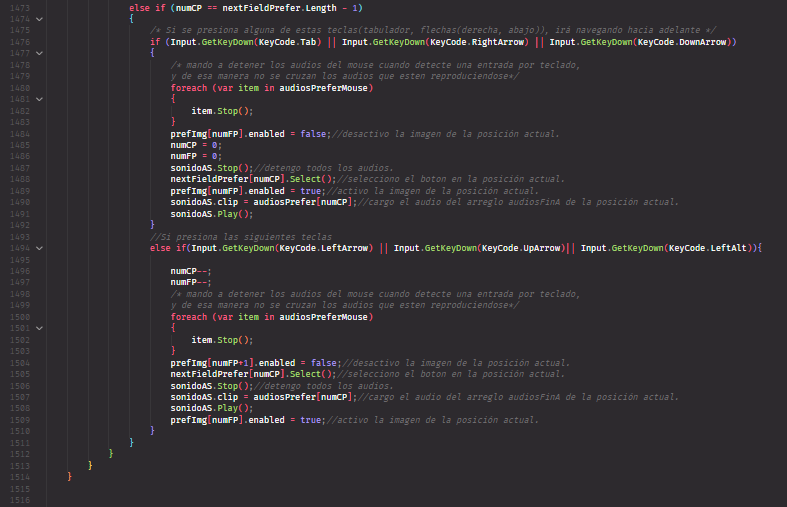 1473 else if (numCP == nextFieldPrefer.Length - 1)
1474 {
1475 /* Si se presiona alguna de estas teclas(tabulador, flechas(derecha, abajo)), irá navegando hacia adelante */
1476 if (Input.GetKeyDown(KeyCode.Tab) || Input.GetKeyDown(KeyCode.RightArrow) || Input.GetKeyDown(KeyCode.DownArrow))
1477 {
1478 /* mando a detener los audios del mouse cuando detecte una entrada por teclado,
1479 y de esa manera no se cruzan los audios que esten reproduciendose*/
1480 foreach (var item in audiosPreferMouse)
1481 {
1482 item.Stop();
1483 }
1484 prefImg[numFP].enabled = false;//desactivo la imagen de la posición actual.
1485 numCP = 0;
1486 numFP = 0;
1487 sonidoAS.Stop();//detengo todos los audios.
1488 nextFieldPrefer[numCP].Select();//selecciono el boton en la posición actual.
1489 prefImg[numFP].enabled = true;//activo la imagen de la posición actual.
1490 sonidoAS.clip = audiosPrefer[numCP];//cargo el audio del arreglo audiosFinA de la posición actual.
1491 sonidoAS.Play();
1492 }
1493 //Si presiona las siguientes teclas
1494 else if(Input.GetKeyDown(KeyCode.LeftArrow) || Input.GetKeyDown(KeyCode.UpArrow)|| Input.GetKeyDown(KeyCode.LeftAlt)){
1495
1496 numCP--;
1497 numFP--;
1498 /* mando a detener los audios del mouse cuando detecte una entrada por teclado,
1499 y de esa manera no se cruzan los audios que esten reproduciendose*/
1500 foreach (var item in audiosPreferMouse)
1501 {
1502 item.Stop();
1503 }
1504 prefImg[numFP+1].enabled = false;//desactivo la imagen de la posición actual.
1505 nextFieldPrefer[numCP].Select();//selecciono el boton en la posición actual.
1506 sonidoAS.Stop();//detengo todos los audios.
1507 sonidoAS.clip = audiosPrefer[numCP];//cargo el audio del arreglo audiosFinA de la posición actual.
1508 sonidoAS.Play();
1509 prefImg[numFP].enabled = true;//activo la imagen de la posición actual.
1510 }
1511 }
1512 }
1513 }
1514 }
1515
1516